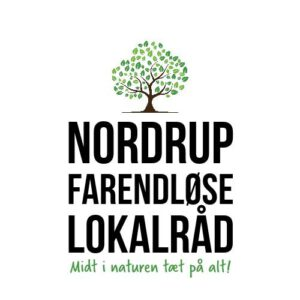 NORDRUP
FARENDLØSE
LOKALRÅD
Midt i naturen tæt på alt!